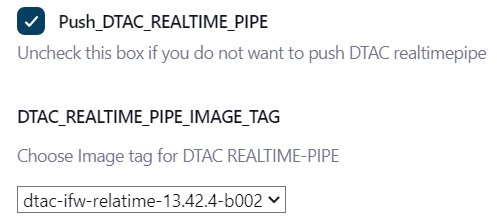 Push_DTAC_REALTIME_PIPE
Uncheck this box if you do not want to push DTAC realtimepipe
DTAC_REALTIME_PIPE_IMAGE_TAG
Choose Image tag for DTAC REALTIME-PIPE
dtac-ifw-relatime-13.42.4-b002